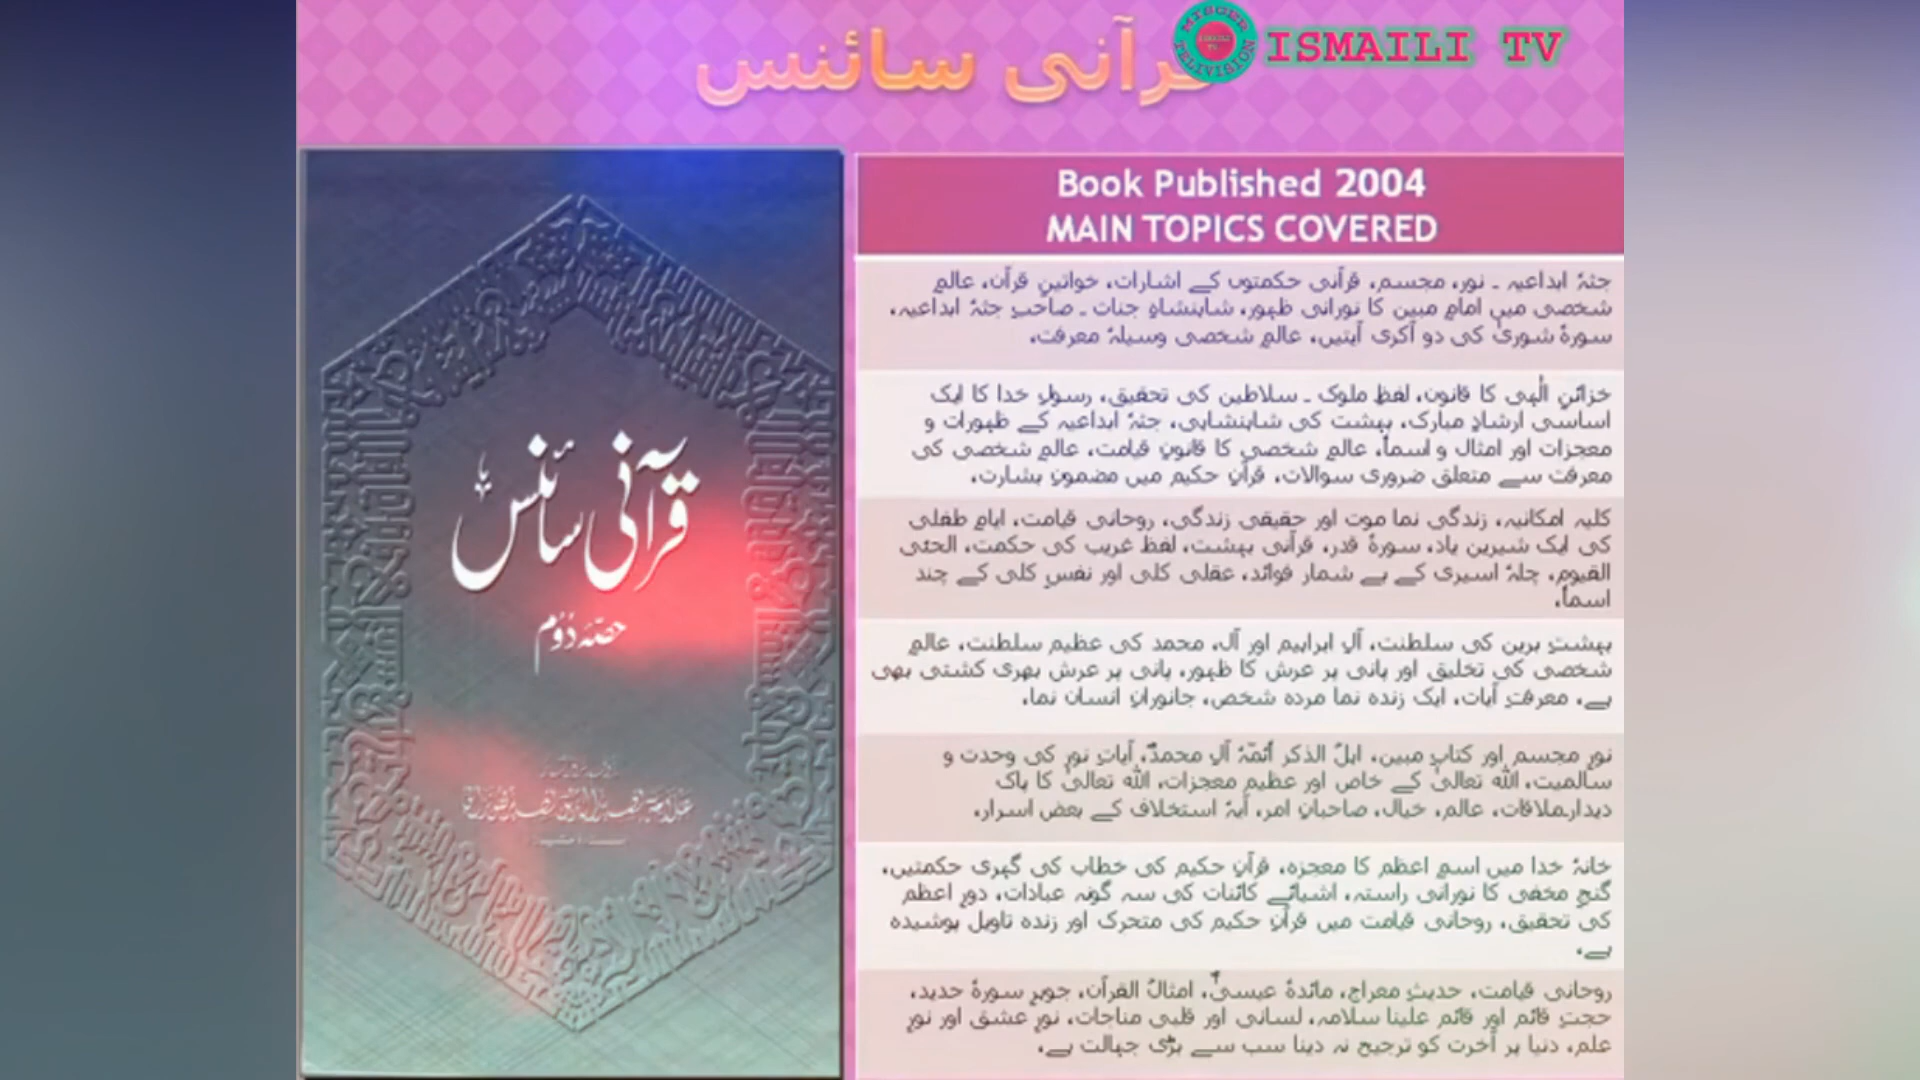 قرآنی سائنس
MISGER TELIVISION
ISMAILI TV
قرآنی سائنس
حصّۂ دُوُم
Book Published 2004
MAIN TOPICS COVERED
جثۂ ابداعیہ ۔ نور، مجسم، قرآنی حکمتوں کے اشارات، خواتینِ قرآن، عالمِ
شخصی میں امامِ مبین کا نورانی ظہور، شاہنشاہِ جنات ۔ صاحبِ جثۂ ابداعیہ،
سورۂ شوریٰ کی دو آکری آیتیں، عالمِ شخصی وسیلۂ معرفت،
خزائنِ الٰہی کا قانون، لفظِ ملوک ۔ سلاطین کی تحقیق، رسولِ خدا کا ایک
اساسی ارشادِ مبارک، بہشت کی شاہنشاہی، جثۂ ابداعیہ کے ظہورات و
معجزات اور امثال و اسمأ، عالمِ شخصی کا قانونِ قیامت، عالمِ شخصی کی
معرفت سے متعلق ضروری سوالات، قرآنِ حکیم میں مضمونِ بشارت،
کلیہ امکانیہ، زندگی نما موت اور حقیقی زندگی، روحانی قیامت، ایامِ طفلی
کی ایک شیرین یاد، سورۂ قدر، قرآنی بہشت، لفظ غریب کی حکمت، الحئی
القیوم، چلۂ اسیری کے بے شمار فوائد، عقلی کلی اور نفسِ کلی کے چند
اسمأ،
بہشتِ برین کی سلطنت، آلِ ابراہیم اور آل، محمد کی عظیم سلطنت، عالمِ
شخصی کی تخلیق اور پانی پر عرش کا ظہور، پانی پر عرش بھری کشتی بھی
ہے، معرفتِ آیات، ایک زندہ نما مردہ شخص، جانورانِ انسان نما،
نورِ مجسم اور کتابِ مبین، اہلُ الذکر أئمّۂ آلِ محمدؐ، آیاتِ نور کی وحدت و
سالمیت، اللہ تعالیٰ کے خاص اور عظیم معجزات، اللہ تعالیٰ کا پاک
دیدارملاقات، عالم، خیال، صاحبانِ امر، آیۂ استخلاف کے بعض اسرار،
خانۂ خدا میں اسمِ اعظم کا معجزہ، قرآنِ حکیم کی خطاب کی گہری حکمتیں،
گنجِ مخفی کا نورانی راستہ، اشیائے کائنات کی سہ گونہ عبادات، دورِ اعظم
کی تحقیق، روحانی قیامت میں قرآنِ حکیم کی متحرک اور زندہ تاویل پوشیدہ
ہے،
روحانی قیامت، حدیثِ معراج، مائدۂ عیسیٰؑ، امثالُ القرآن، جوہرِ سورۂ حدید،
حجتِ قائم اور قائم علینا سلامہ، لسانی اور قلبی مناجات، نورِ عشق اور نورِ
علم، دنیا پر آخرت کو ترجیح نہ دینا سب سے بڑی جہالت ہے،